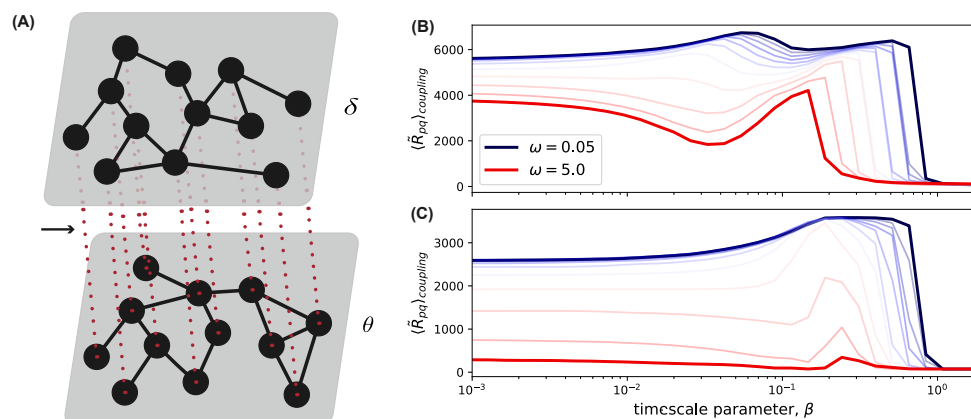 (A)
δ
θ
(B)
⟨R̃pq⟩coupling
6000
4000
2000
0
ω = 0.05
ω = 5.0
(C)
⟨R̃pq⟩coupling
3000
2000
1000
0
10⁻³
10⁻²
10⁻¹
10⁰
timescale parameter, β